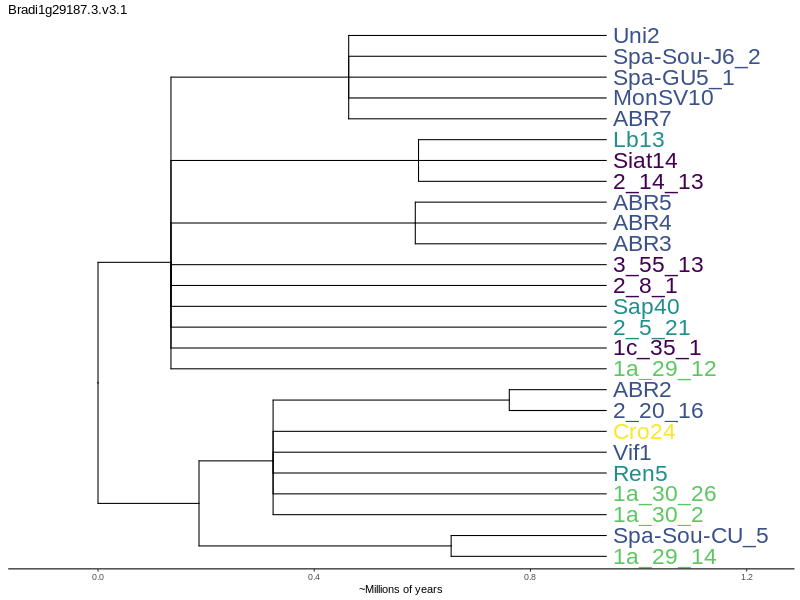 Bradi1g29187.3.v3.1
Uni2
Spa-Sou-J6_2
Spa-GU5_1
MonSV10
ABR7
Lb13
Siat14
2_14_13
ABR5
ABR4
ABR3
3_55_13
2_8_1
Sap40
2_5_21
1c_35_1
1a_29_12
ABR2
2_20_16
Cro24
Vif1
Ren5
1a_30_26
1a_30_2
Spa-Sou-CU_5
1a_29_14
0.0 0.4 0.8 1.2
~Millions of years